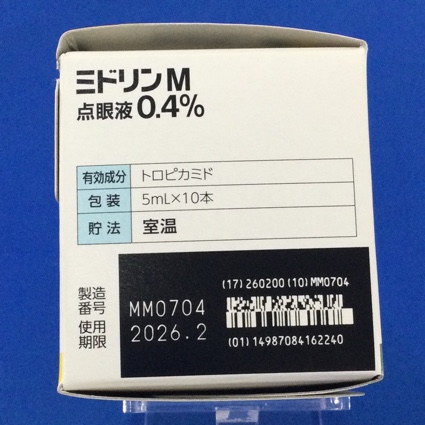 ミドリンM
点眼液0.4%
有効成分 トロピカミド
包装 5mL×10本
貯法 室温
(17)260200(10)MM0704
製造番号 MM0704
使用期限 2026.2
(01)14987084162240